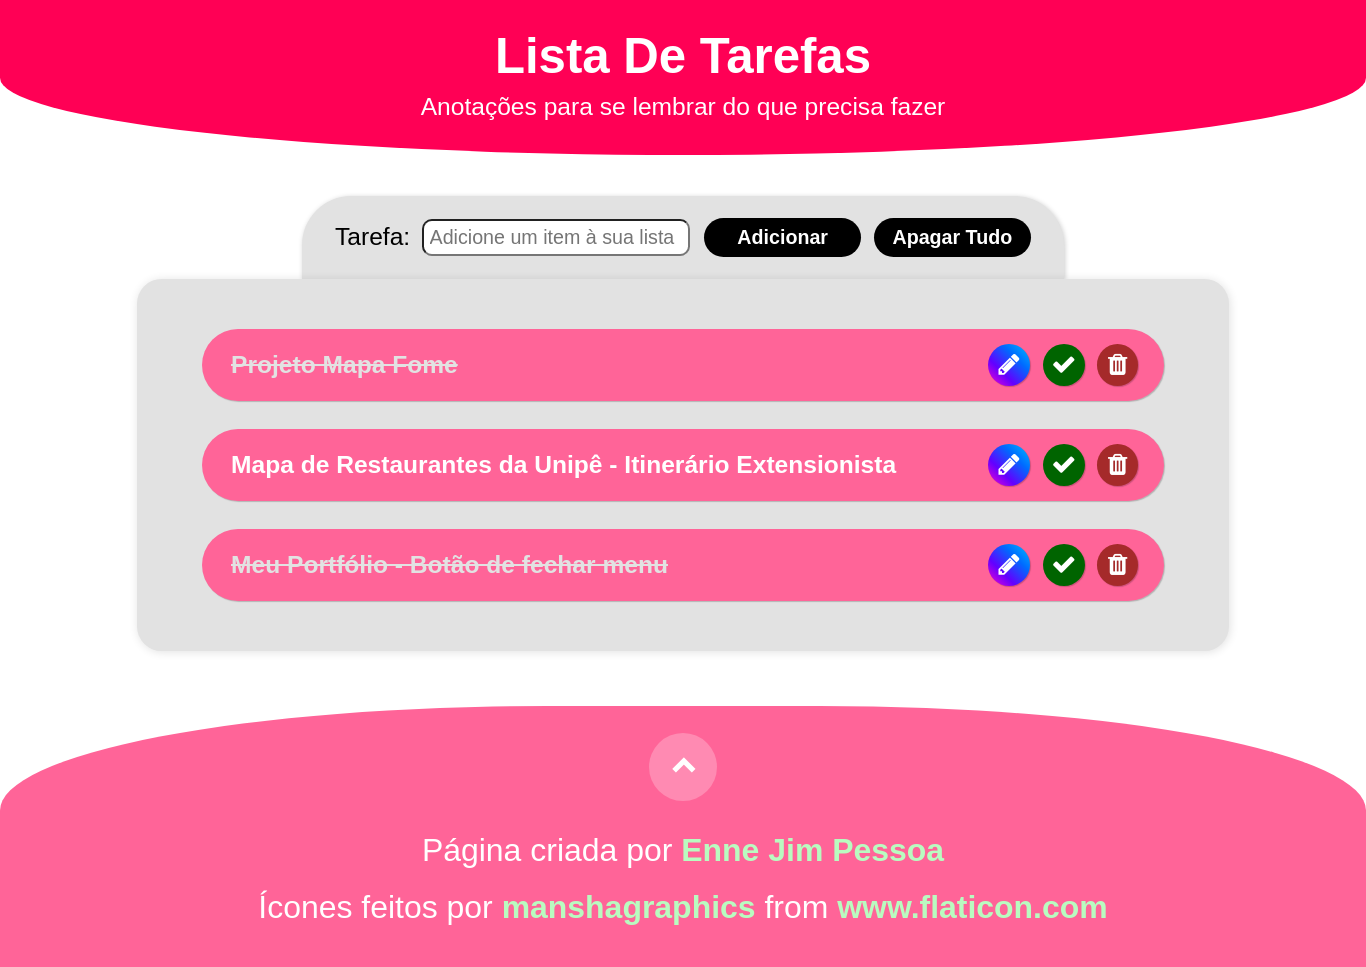 Lista De Tarefas
Anotações para se lembrar do que precisa fazer
Tarefa: Adicione um item à sua lista Adicionar Apagar Tudo
Projeto Mapa Fome
Mapa de Restaurantes da Unipê - Itinerário Extensionista
Meu Portfólio - Botão de fechar menu
Página criada por Enne Jim Pessoa
Ícones feitos por manshagraphics from www.flaticon.com